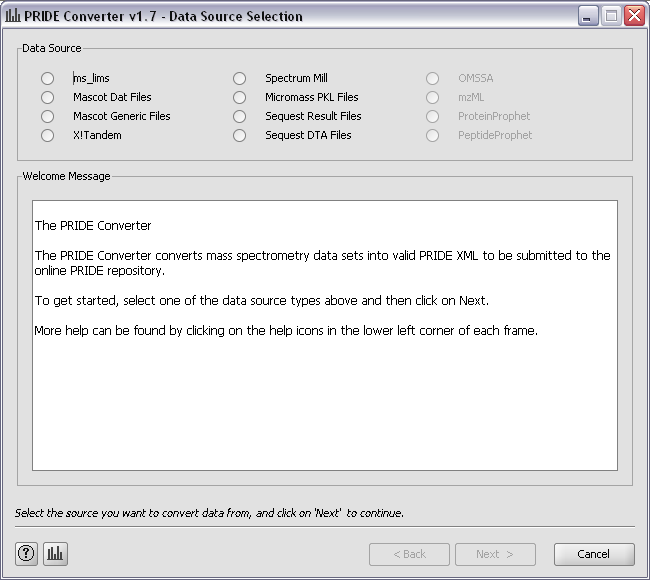 PRIDE Converter v1.7 - Data Source Selection
Data Source
ms_lims Spectrum Mill OMSSA
Mascot Dat Files Micromass PKL Files mzML
Mascot Generic Files Sequest Result Files ProteinProphet
X!Tandem Sequest DTA Files PeptideProphet
Welcome Message
The PRIDE Converter
The PRIDE Converter converts mass spectrometry data sets into valid PRIDE XML to be submitted to the
online PRIDE repository.
To get started, select one of the data source types above and then click on Next.
More help can be found by clicking on the help icons in the lower left corner of each frame.
Select the source you want to convert data from, and click on 'Next' to continue.
? < Back Next > Cancel